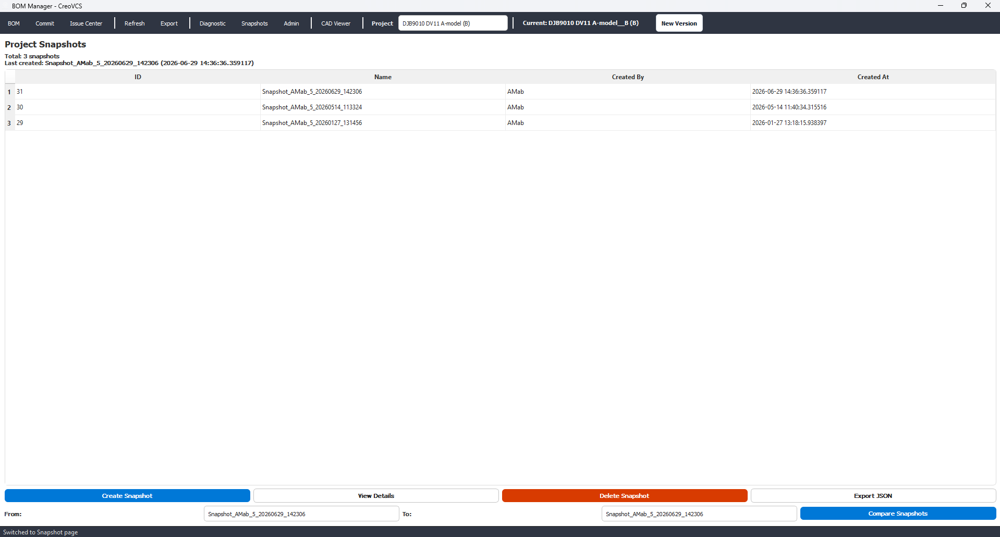 BOM Manager - CreoVCS
BOM Commit Issue Center Refresh Export Diagnostic Snapshots Admin CAD Viewer Project DJB9010 DV11 A-model (B) Current: DJB9010 DV11 A-model__B (B) New Version
Project Snapshots
Total: 3 snapshots
Last created: Snapshot_AMab_5_20260629_142306 (2026-06-29 14:36:36.359117)
ID Name Created By Created At
1 31 Snapshot_AMab_5_20260629_142306 AMab 2026-06-29 14:36:36.359117
2 30 Snapshot_AMab_5_20260514_113324 AMab 2026-05-14 11:40:34.315516
3 29 Snapshot_AMab_5_20260127_131456 AMab 2026-01-27 13:18:15.938397
Create Snapshot View Details Delete Snapshot Export JSON
From: Snapshot_AMab_5_20260629_142306 To: Snapshot_AMab_5_20260629_142306 Compare Snapshots
Switched to Snapshot page